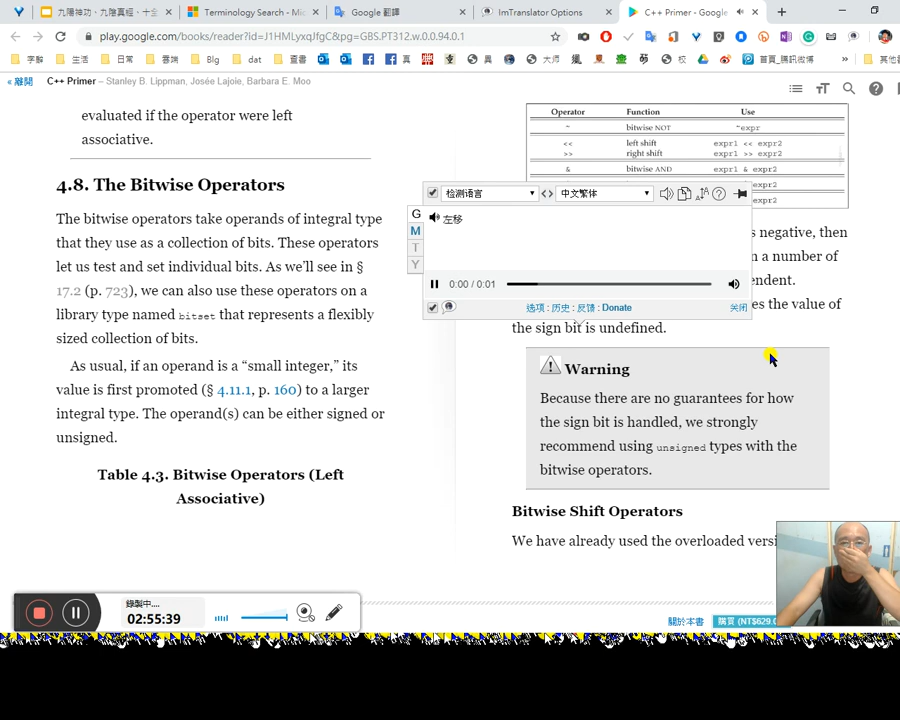 九陽神功、九陰真經、十全
Terminology Search - Mic
Google 翻譯
ImTranslator Options
C++ Primer - Google
play.google.com/books/reader?id=J1HMLyxqJfgC&pg=GBS.PT312.w.0.0.94.0.1
字辭
生活
日常
雲端
Blg
dat
查書
真
異
大師
首頁_騰訊微博
其他
« 離開
C++ Primer – Stanley B. Lippman, Josée Lajoie, Barbara E. Moo
evaluated if the operator were left
associative.
4.8. The Bitwise Operators
The bitwise operators take operands of integral type
that they use as a collection of bits. These operators
let us test and set individual bits. As we’ll see in §
17.2 (p. 723), we can also use these operators on a
library type named bitset that represents a flexibly
sized collection of bits.
As usual, if an operand is a “small integer,” its
value is first promoted (§ 4.11.1, p. 160) to a larger
integral type. The operand(s) can be either signed or
unsigned.
Table 4.3. Bitwise Operators (Left
Associative)
Operator Function Use
~ bitwise NOT ~expr
<< left shift expr1 << expr2
>> right shift expr1 >> expr2
& bitwise AND expr1 & expr2
检测语言 <> 中文繁体
G
M
T
Y
左移
0:00 / 0:01
选项 : 历史 : 反馈 : Donate
关闭
s negative, then
n a number of
endent.
es the value of
the sign bit is undefined.
Warning
Because there are no guarantees for how
the sign bit is handled, we strongly
recommend using unsigned types with the
bitwise operators.
Bitwise Shift Operators
We have already used the overloaded versi
錄製中....
02:55:39
關於本書
購買 (NT$629.0